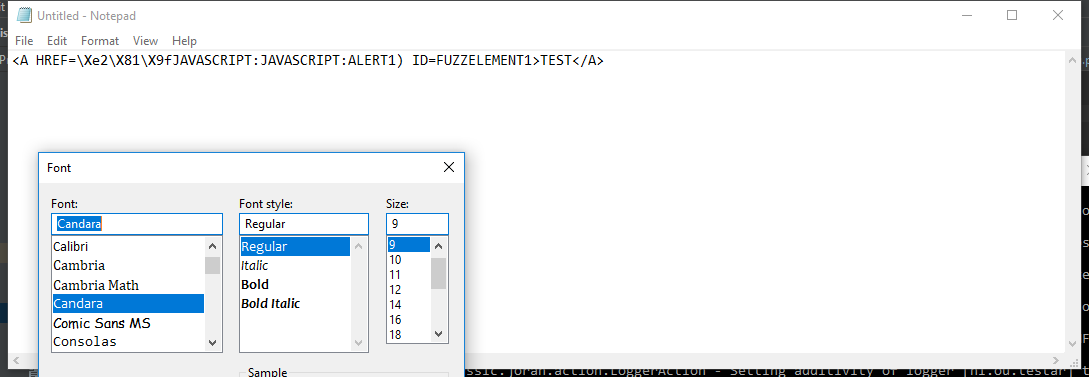 Untitled - Notepad
File Edit Format View Help
<A HREF=\Xe2\X81\X9fJAVASCRIPT:JAVASCRIPT:ALERT1) ID=FUZZELEMENT1>TEST</A>
Font
Font: Font style: Size:
Candara Regular 9
Calibri Regular 9
Cambria Italic 10
Cambria Math Bold 11
Candara Bold Italic 12
Comic Sans MS 14
Consolas 16
18
Sample
ssic.joran.action.LoggerAction - Setting additivity of logger [nl.ou.testar] t